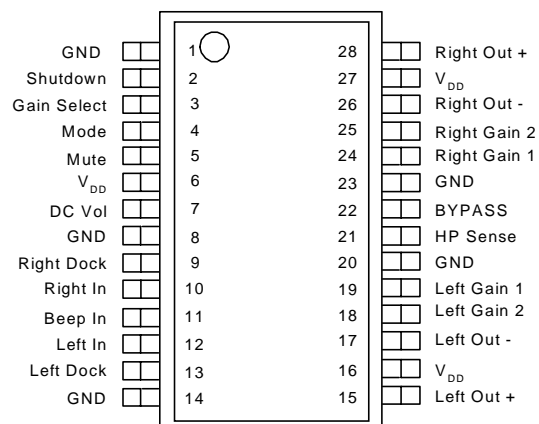 GND 1 28 Right Out +
Shutdown 2 27 VDD
Gain Select 3 26 Right Out -
Mode 4 25 Right Gain 2
Mute 5 24 Right Gain 1
VDD 6 23 GND
DC Vol 7 22 BYPASS
GND 8 21 HP Sense
Right Dock 9 20 GND
Right In 10 19 Left Gain 1
Beep In 11 18 Left Gain 2
Left In 12 17 Left Out -
Left Dock 13 16 VDD
GND 14 15 Left Out +